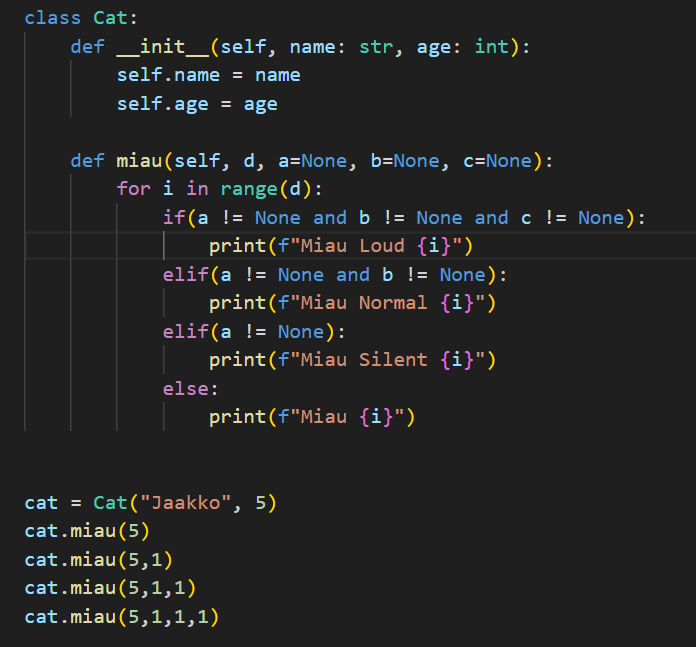 class Cat:
    def __init__(self, name: str, age: int):
        self.name = name
        self.age = age

    def miau(self, d, a=None, b=None, c=None):
        for i in range(d):
            if(a != None and b != None and c != None):
                print(f"Miau Loud {i}")
            elif(a != None and b != None):
                print(f"Miau Normal {i}")
            elif(a != None):
                print(f"Miau Silent {i}")
            else:
                print(f"Miau {i}")


cat = Cat("Jaakko", 5)
cat.miau(5)
cat.miau(5,1)
cat.miau(5,1,1)
cat.miau(5,1,1,1)